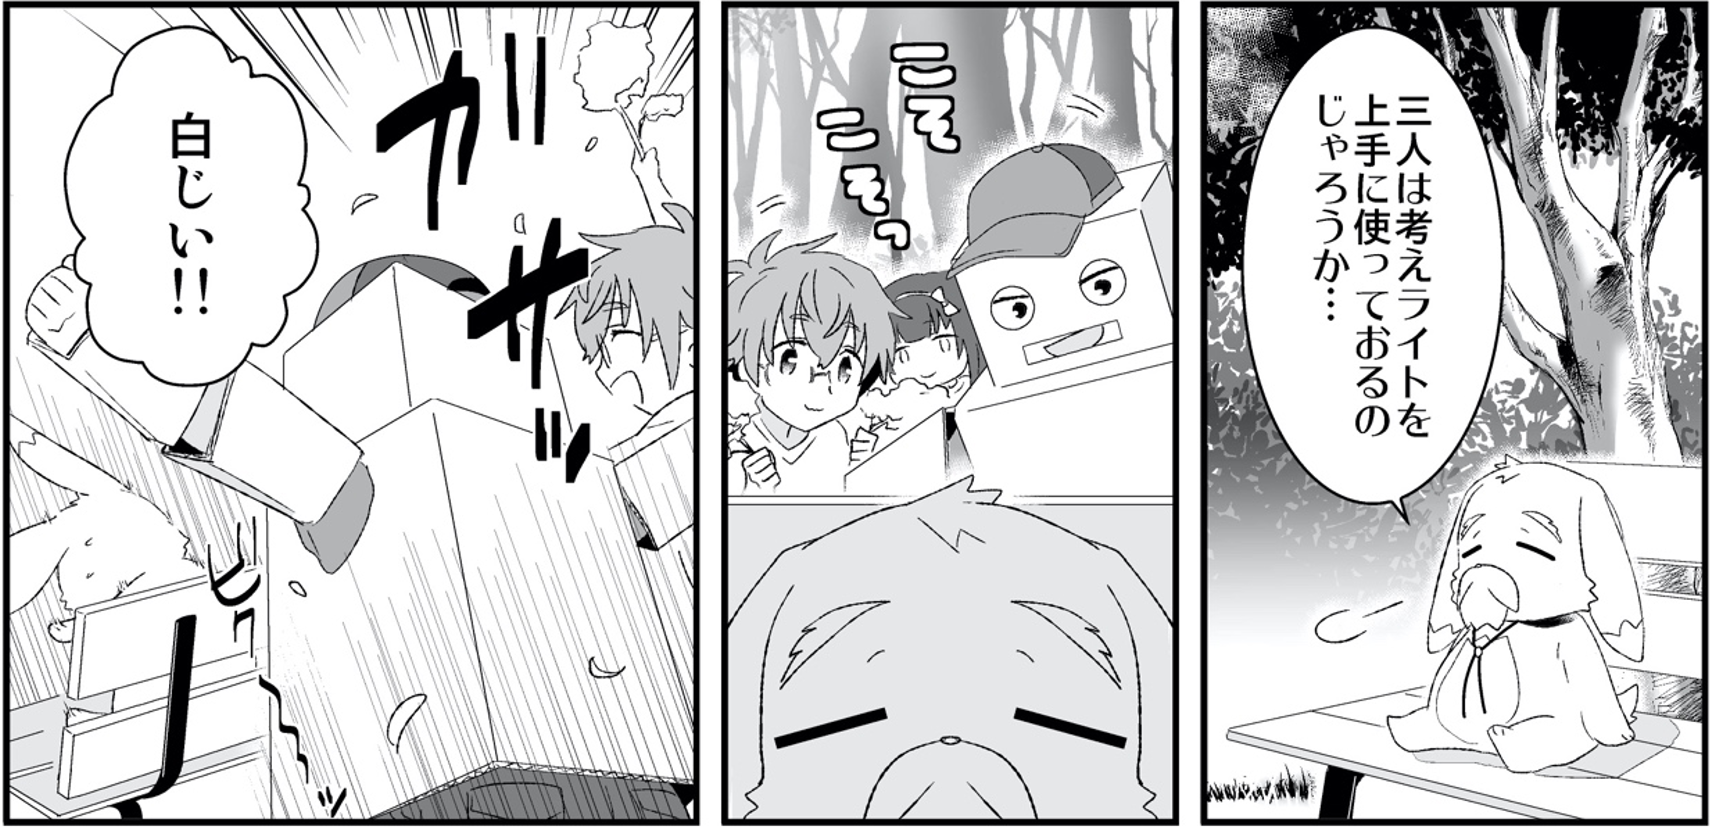 三人は考えライトを
上手に使っておるの
じゃろうか…
こそ
こそっ
ガサッ
白じい!!
ビクーッ